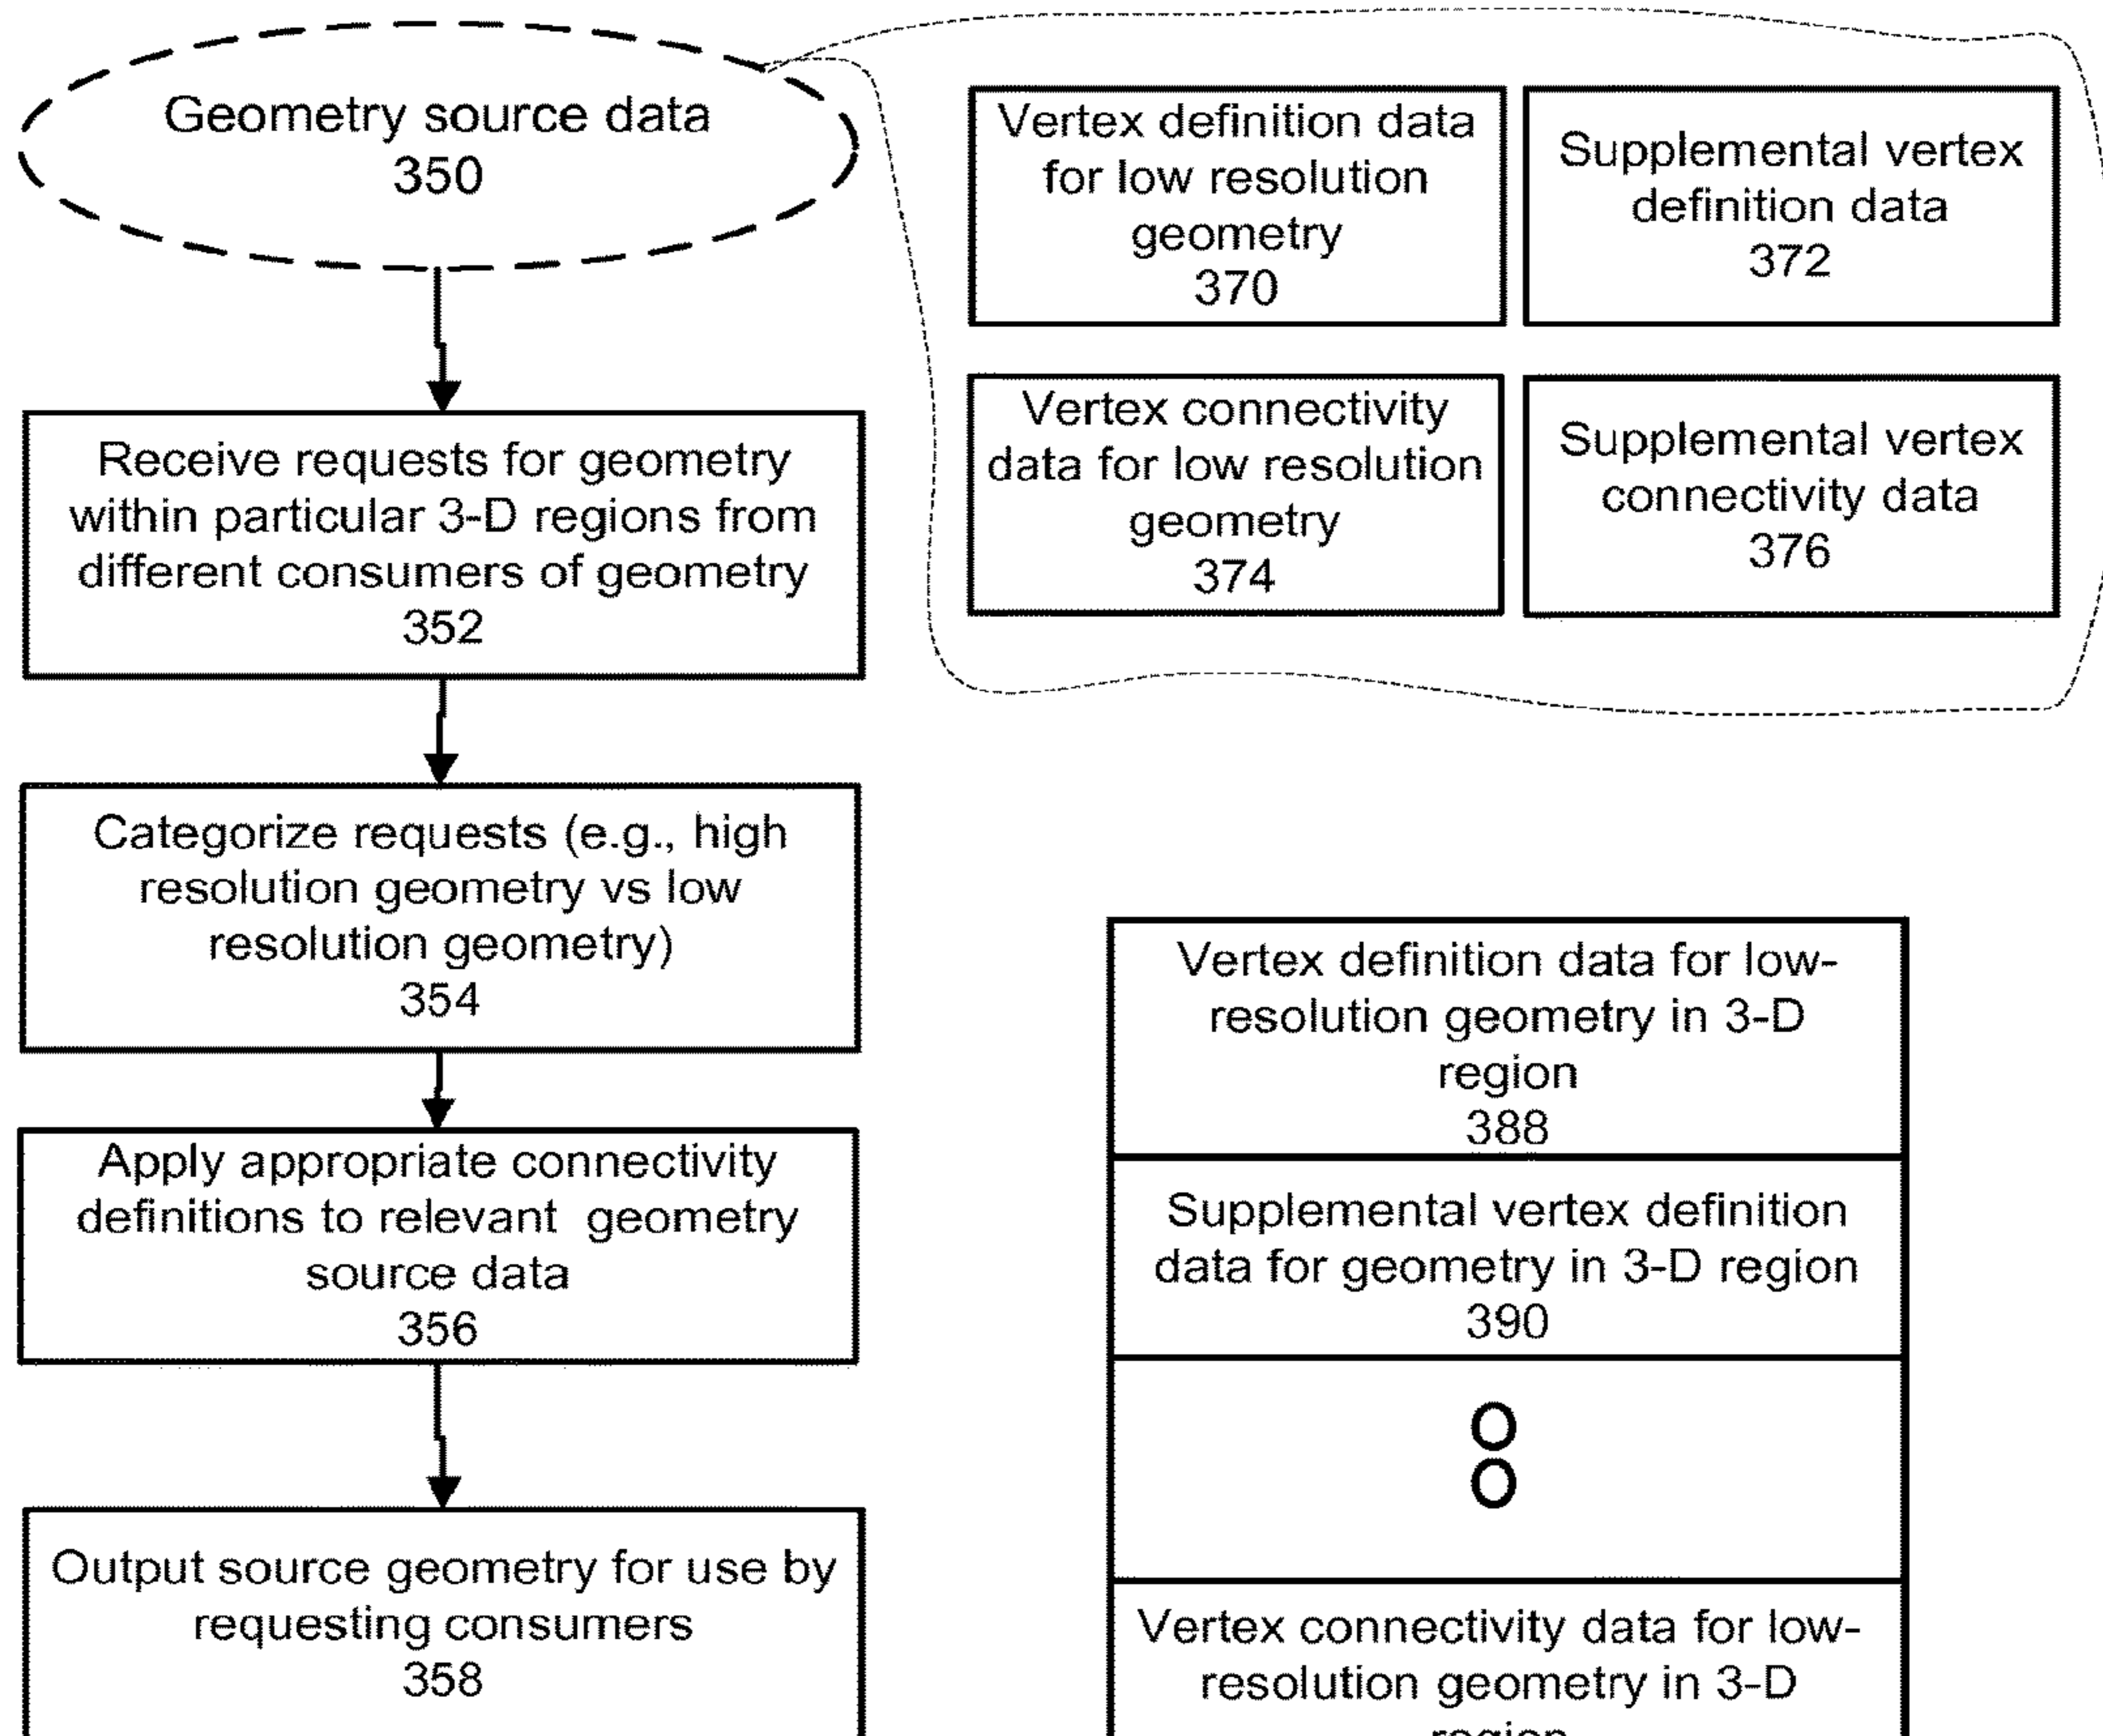 Geometry source data
350
Receive requests for geometry
within particular 3-D regions from
different consumers of geometry
352
Categorize requests (e.g., high
resolution geometry vs low
resolution geometry)
354
Apply appropriate connectivity
definitions to relevant geometry
source data
356
Output source geometry for use by
requesting consumers
358
Vertex definition data
for low resolution
geometry
370
Supplemental vertex
definition data
372
Vertex connectivity
data for low resolution
geometry
374
Supplemental vertex
connectivity data
376
Vertex definition data for low-
resolution geometry in 3-D
region
388
Supplemental vertex definition
data for geometry in 3-D region
390
Vertex connectivity data for low-
resolution geometry in 3-D
region